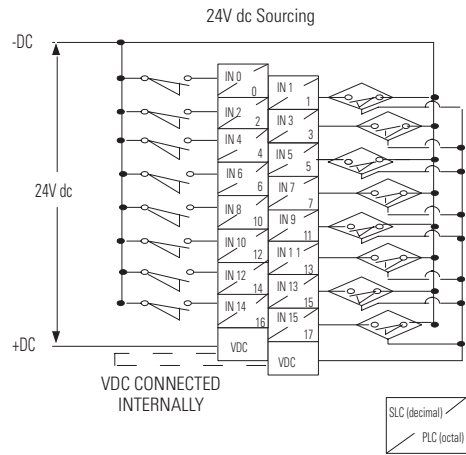 24V dc Sourcing
-DC
IN 0
0
IN 1
1
IN 2
2
IN 3
3
IN 4
4
IN 5
5
IN 6
6
IN 7
7
24V dc
IN 8
10
IN 9
11
IN 10
12
IN 1 1
13
IN 12
14
IN 13
15
IN 14
16
IN 15
17
+DC
VDC
VDC
VDC CONNECTED
INTERNALLY
SLC (decimal)
PLC (octal)